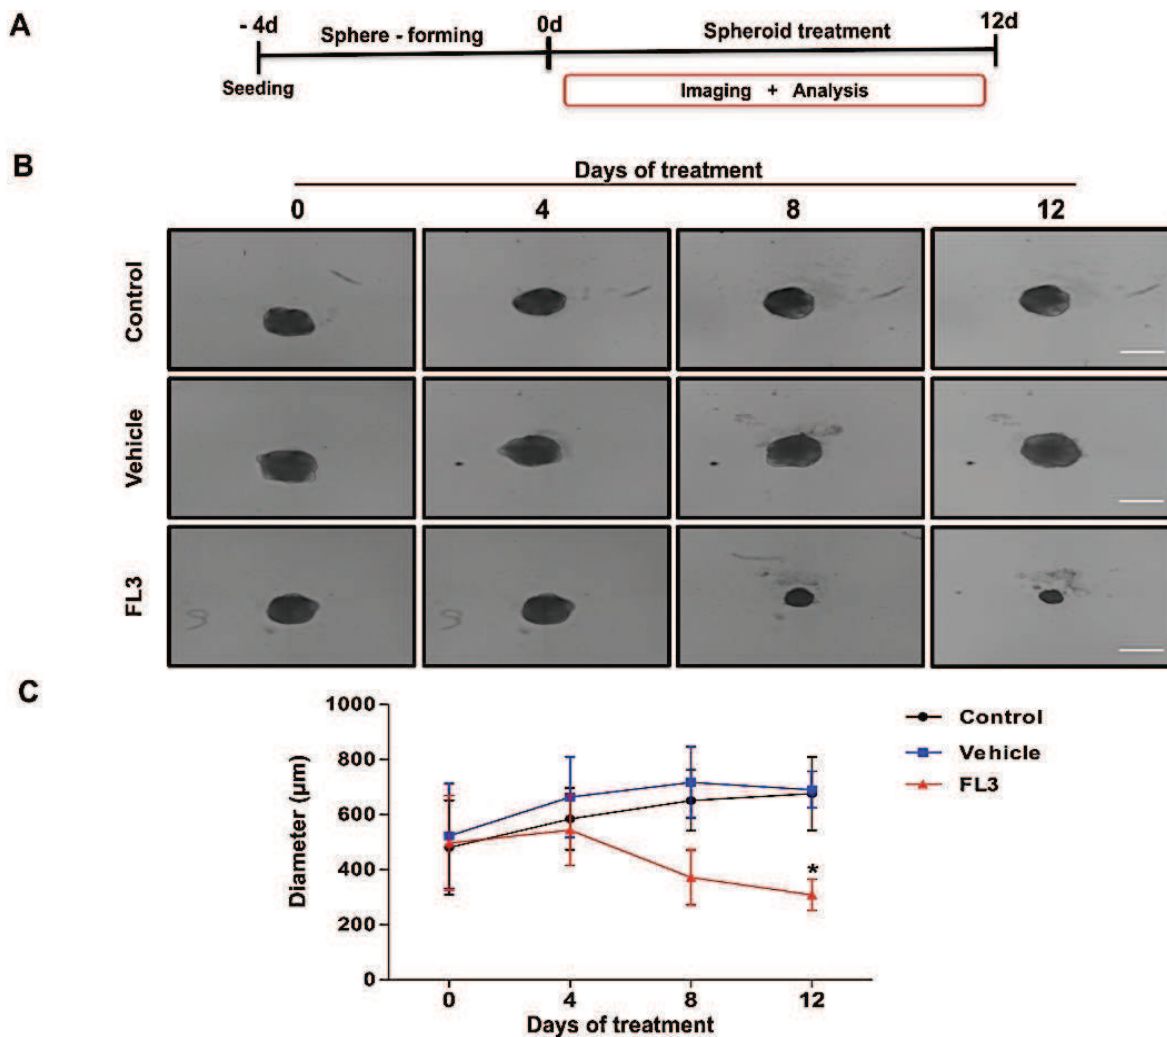 A
- 4d
Sphere - forming
0d
Spheroid treatment
12d
Seeding
Imaging + Analysis
B
Days of treatment
0 4 8 12
Control
Vehicle
FL3
C
1000
800
600
400
200
0
Diameter (µm)
0 4 8 12
Days of treatment
*
Control
Vehicle
FL3